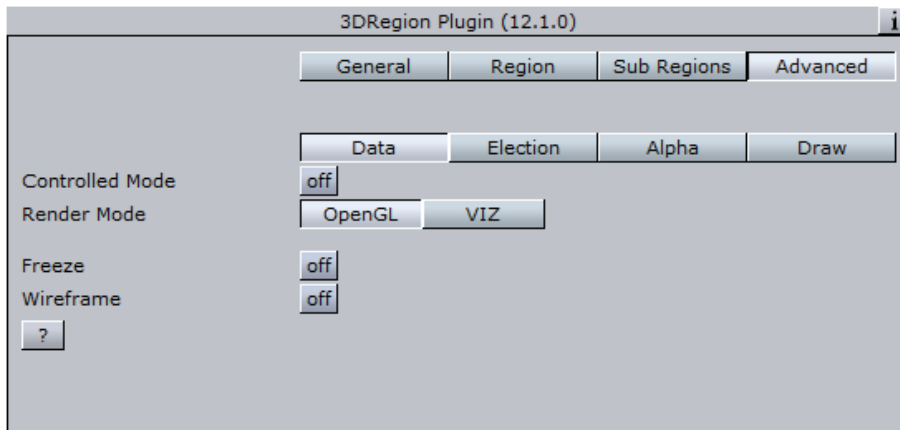 3DRegion Plugin (12.1.0) i
General Region Sub Regions Advanced
Data Election Alpha Draw
Controlled Mode off
Render Mode OpenGL VIZ
Freeze off
Wireframe off
?